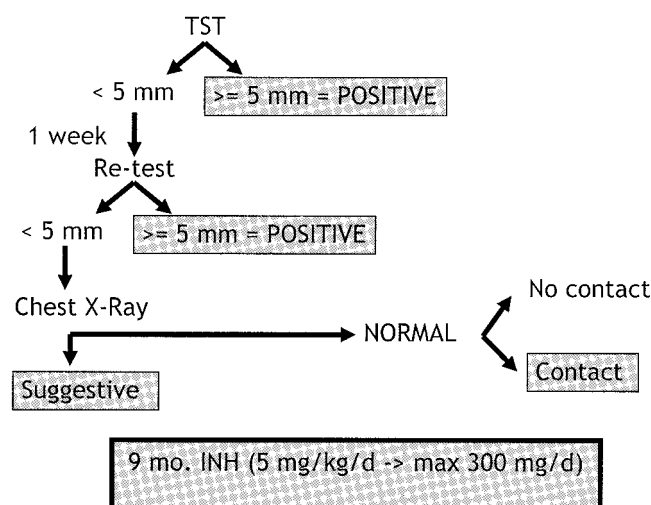 TST
< 5 mm
>= 5 mm = POSITIVE
1 week
Re-test
< 5 mm
>= 5 mm = POSITIVE
Chest X-Ray
No contact
NORMAL
Suggestive
Contact
9 mo. INH (5 mg/kg/d -> max 300 mg/d)